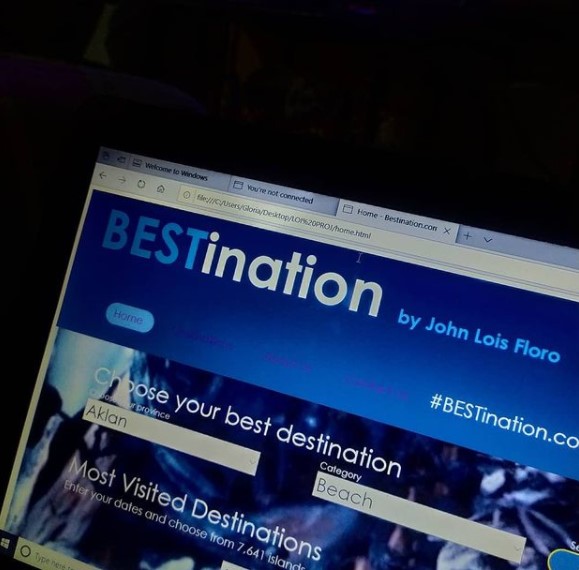 Welcome to Windows
You're not connected
Home - Bestination.con
file:///C:/Users/Gloria/Desktop/LOI%20PROJ/home.html
BESTination
by John Lois Floro
Home
#BESTination.co
Choose your best destination
Aklan
Category
Beach
Most Visited Destinations
Enter your dates and choose from 7,641 islands
Type here to